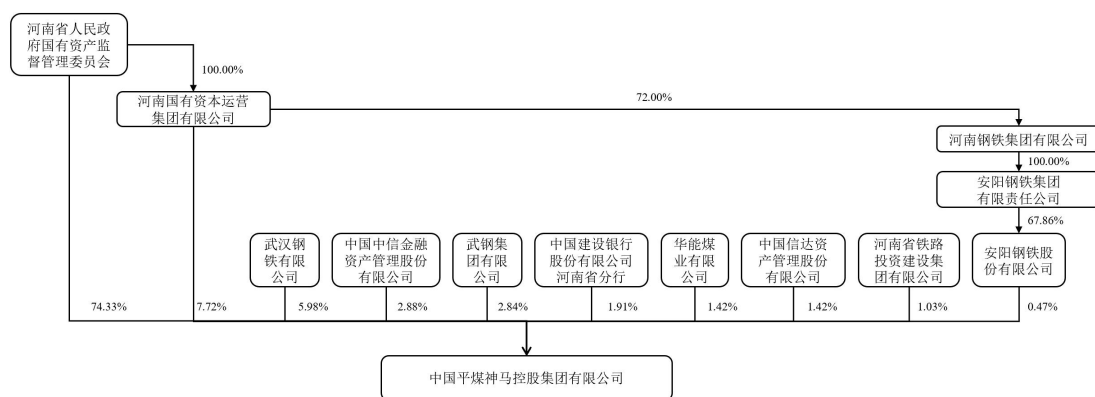 河南省人民政
府国有资产监
督管理委员会
100.00%
河南国有资本运营
集团有限公司
72.00%
河南钢铁集团有限公司
100.00%
安阳钢铁集团
有限责任公司
67.86%
武汉钢
铁有限
公司
中国中信金融
资产管理股份
有限公司
武钢集
团有限
公司
中国建设银行
股份有限公司
河南省分行
华能煤
业有限
公司
中国信达资
产管理股份
有限公司
河南省铁路
投资建设集
团有限公司
安阳钢铁股
份有限公司
74.33%
7.72%
5.98%
2.88%
2.84%
1.91%
1.42%
1.42%
1.03%
0.47%
中国平煤神马控股集团有限公司